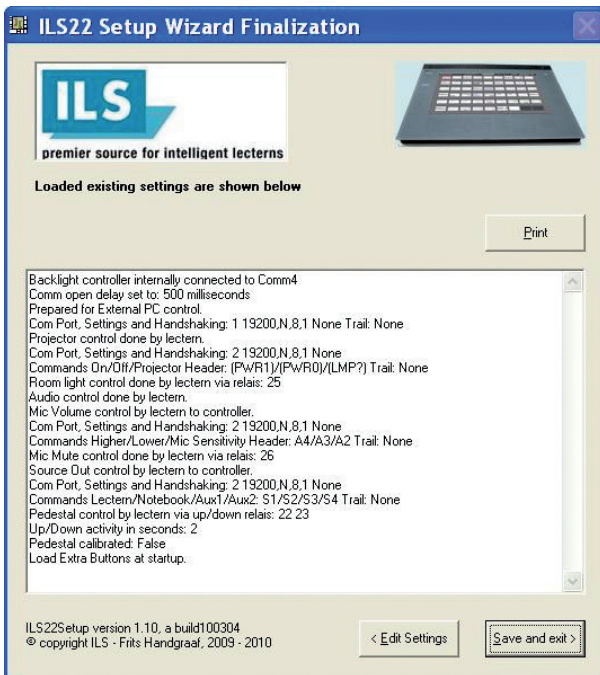 ILS22 Setup Wizard Finalization
ILS
premier source for intelligent lecterns
Loaded existing settings are shown below
Print
Backlight controller internally connected to Comm4
Comm open delay set to: 500 milliseconds
Prepared for External PC control.
Com Port, Settings and Handshaking: 1 19200,N,8,1 None Trail: None
Projector control done by lectern.
Com Port, Settings and Handshaking: 2 19200,N,8,1 None
Commands On/Off/Projector Header: (PWR1)/(PWR0)/(LMP?) Trail: None
Room light control done by lectern via relais: 25
Audio control done by lectern.
Mic Volume control by lectern to controller.
Com Port, Settings and Handshaking: 2 19200,N,8,1 None
Commands Higher/Lower/Mic Sensitivity Header: A4/A3/A2 Trail: None
Mic Mute control done by lectern via relais: 26
Source Out control by lectern to controller.
Com Port, Settings and Handshaking: 2 19200,N,8,1 None
Commands Lectern/Notebook/Aux1/Aux2: S1/S2/S3/S4 Trail: None
Pedestal control by lectern via up/down relais: 22 23
Up/Down activity in seconds: 2
Pedestal calibrated: False
Load Extra Buttons at startup.
ILS22Setup version 1.10, a build100304
© copyright ILS - Frits Handgraaf, 2009 - 2010
< Edit Settings
Save and exit >